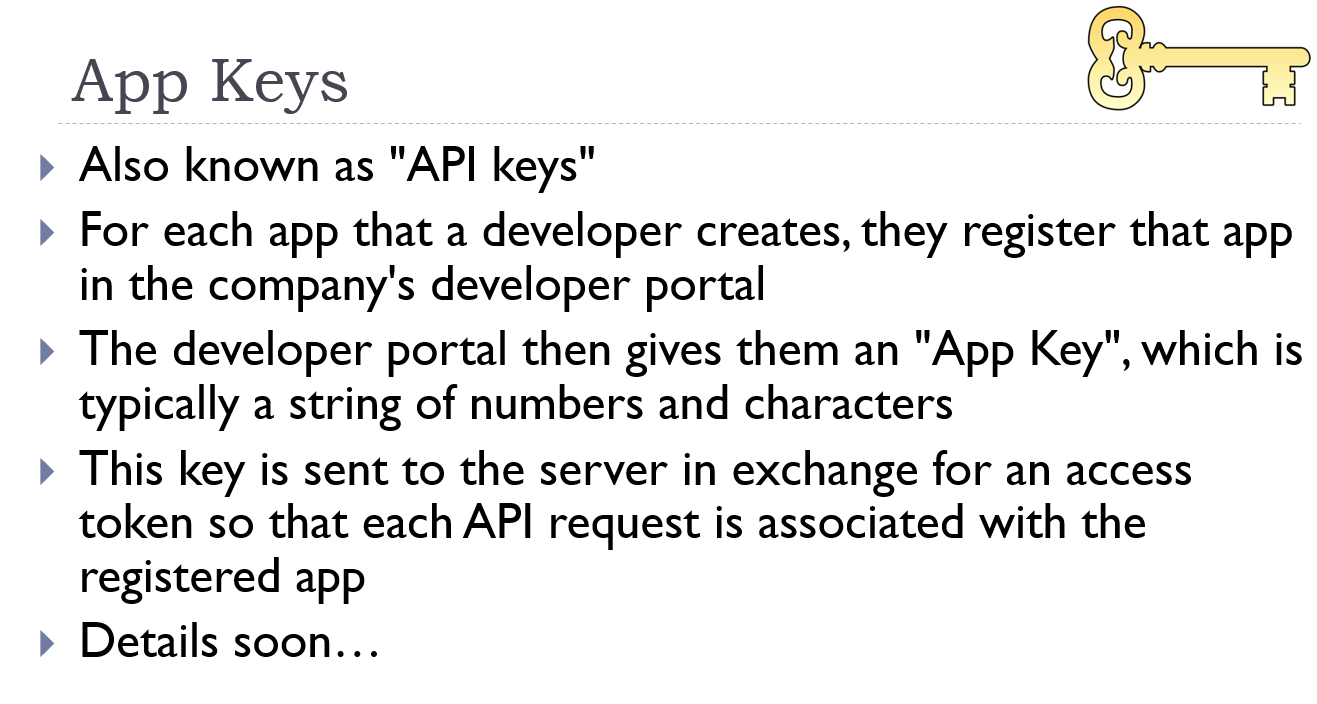 App Keys
Also known as "API keys"
For each app that a developer creates, they register that app
in the company's developer portal
The developer portal then gives them an "App Key", which is
typically a string of numbers and characters
This key is sent to the server in exchange for an access
token so that each API request is associated with the
registered app
Details soon…